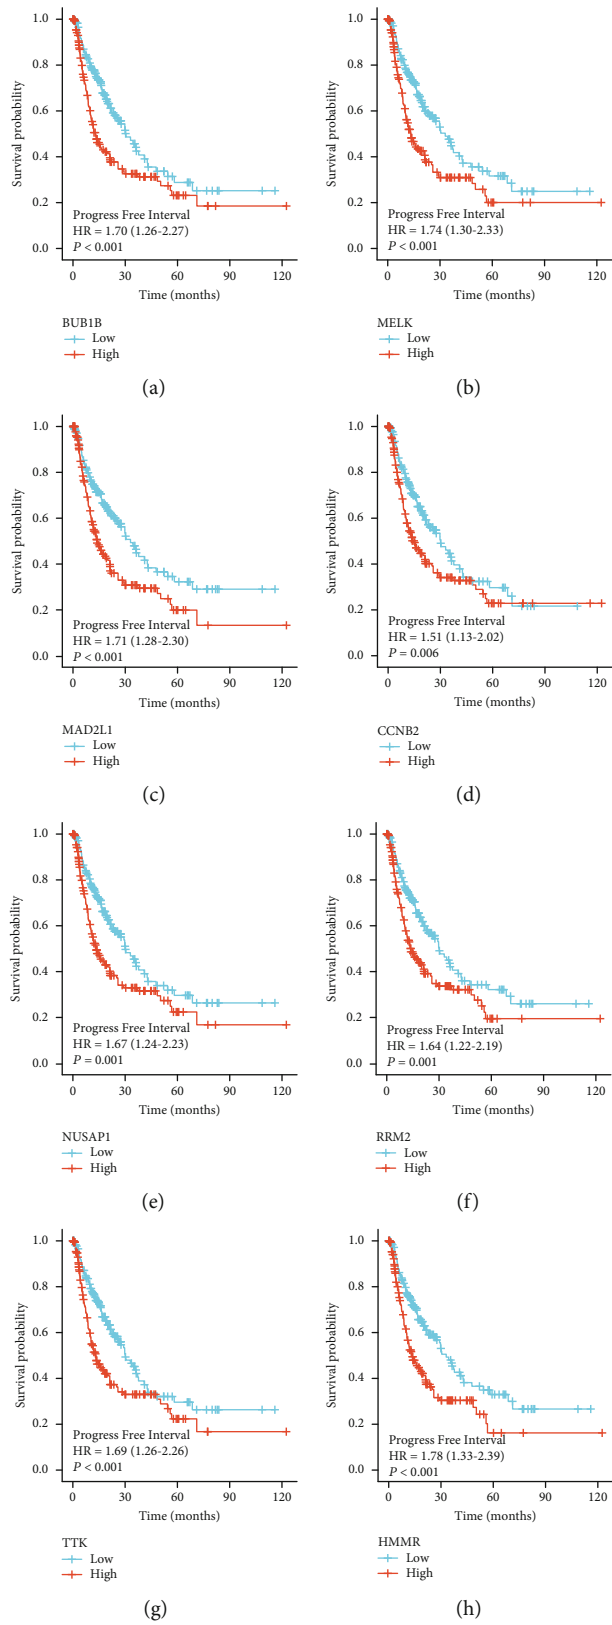 1.0
0.8
0.6
0.4
0.2
0.0
Survival probability
Progress Free Interval
HR = 1.70 (1.26-2.27)
P < 0.001
0 30 60 90 120
Time (months)
BUB1B
Low
High
(a)
1.0
0.8
0.6
0.4
0.2
0.0
Survival probability
Progress Free Interval
HR = 1.74 (1.30-2.33)
P < 0.001
0 30 60 90 120
Time (months)
MELK
Low
High
(b)
1.0
0.8
0.6
0.4
0.2
0.0
Survival probability
Progress Free Interval
HR = 1.71 (1.28-2.30)
P < 0.001
0 30 60 90 120
Time (months)
MAD2L1
Low
High
(c)
1.0
0.8
0.6
0.4
0.2
0.0
Survival probability
Progress Free Interval
HR = 1.51 (1.13-2.02)
P = 0.006
0 30 60 90 120
Time (months)
CCNB2
Low
High
(d)
1.0
0.8
0.6
0.4
0.2
0.0
Survival probability
Progress Free Interval
HR = 1.67 (1.24-2.23)
P = 0.001
0 30 60 90 120
Time (months)
NUSAP1
Low
High
(e)
1.0
0.8
0.6
0.4
0.2
0.0
Survival probability
Progress Free Interval
HR = 1.64 (1.22-2.19)
P = 0.001
0 30 60 90 120
Time (months)
RRM2
Low
High
(f)
1.0
0.8
0.6
0.4
0.2
0.0
Survival probability
Progress Free Interval
HR = 1.69 (1.26-2.26)
P < 0.001
0 30 60 90 120
Time (months)
TTK
Low
High
(g)
1.0
0.8
0.6
0.4
0.2
0.0
Survival probability
Progress Free Interval
HR = 1.78 (1.33-2.39)
P < 0.001
0 30 60 90 120
Time (months)
HMMR
Low
High
(h)